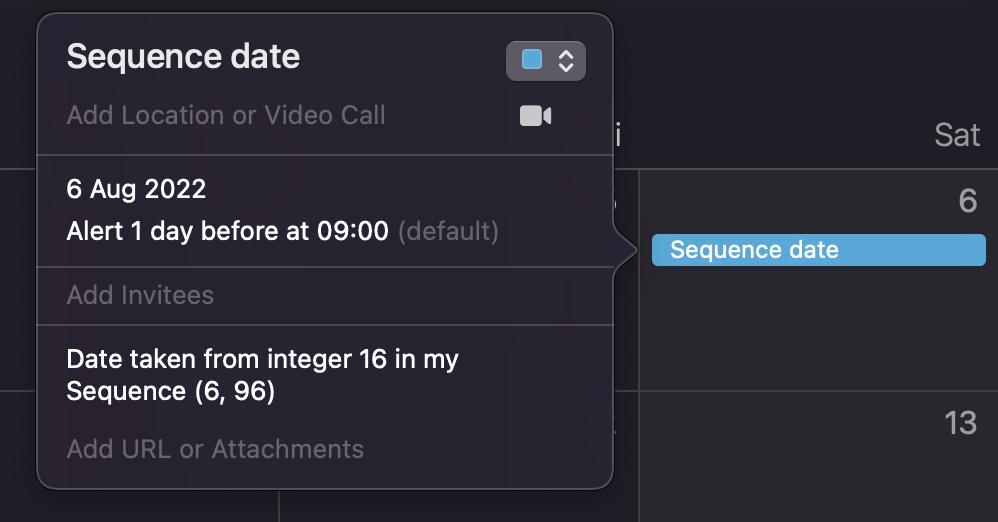 Sequence date
Add Location or Video Call
i
Sat
6 Aug 2022
Alert 1 day before at 09:00 (default)
6
Sequence date
Add Invitees
Date taken from integer 16 in my
Sequence (6, 96)
Add URL or Attachments
13